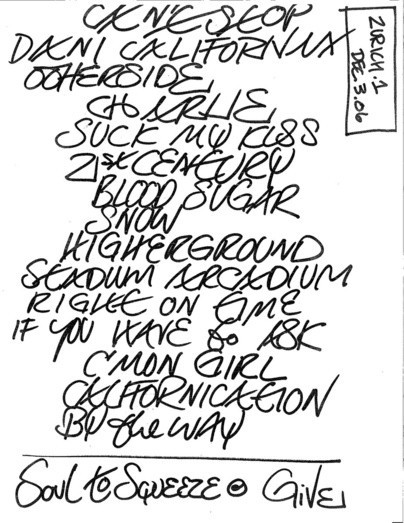 CAN'T STOP
DANI CALIFORNIA
OTHERSIDE
CHARLIE
SUCK MY KISS
21st CENTURY
BLOOD SUGAR
SNOW
HIGHERGROUND
STADIUM ARCADIUM
RIGHT ON TIME
IF YOU HAVE to ASK
C'MON GIRL
CALIFORNICATION
BY the WAY
Soul to Squeeze • Give
ZURICH.1
DEC.3.06